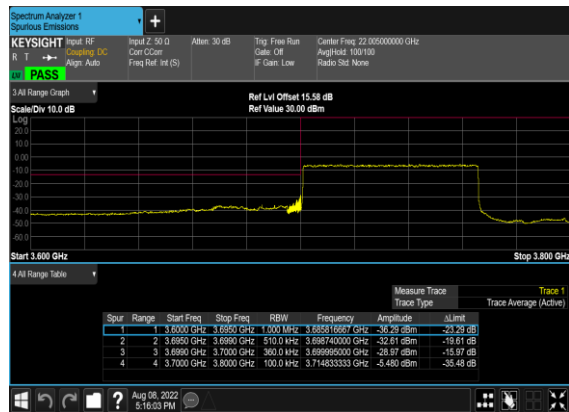 Spectrum Analyzer 1
Spurious Emissions
KEYSIGHT Input: RF Input Z: 50 Ω Atten: 30 dB Trig: Free Run Center Freq: 22.005000000 GHz
R T Coupling: DC Corr CCorr Gate: Off Avg|Hold: 100/100
Align: Auto Freq Ref: Int (S) IF Gain: Low Radio Std: None
PASS
3 All Range Graph
Ref Lvl Offset 15.58 dB
Scale/Div 10.0 dB Ref Value 30.00 dBm
Log
20.0
10.0
0.00
-10.0
-20.0
-30.0
-40.0
-50.0
-60.0
Start 3.600 GHz Stop 3.800 GHz
4 All Range Table
Measure Trace Trace 1
Trace Type Trace Average (Active)
Spur Range Start Freq Stop Freq RBW Frequency Amplitude ΔLimit
1 1 3.6000 GHz 3.6950 GHz 1.000 MHz 3.685816667 GHz -36.29 dBm -23.29 dB
2 2 3.6950 GHz 3.6990 GHz 510.0 kHz 3.698740000 GHz -32.61 dBm -19.61 dB
3 3 3.6990 GHz 3.7000 GHz 360.0 kHz 3.699995000 GHz -28.97 dBm -15.97 dB
4 4 3.7000 GHz 3.8000 GHz 100.0 kHz 3.714833333 GHz -5.480 dBm -35.48 dB
?
Aug 08, 2022
5:16:03 PM